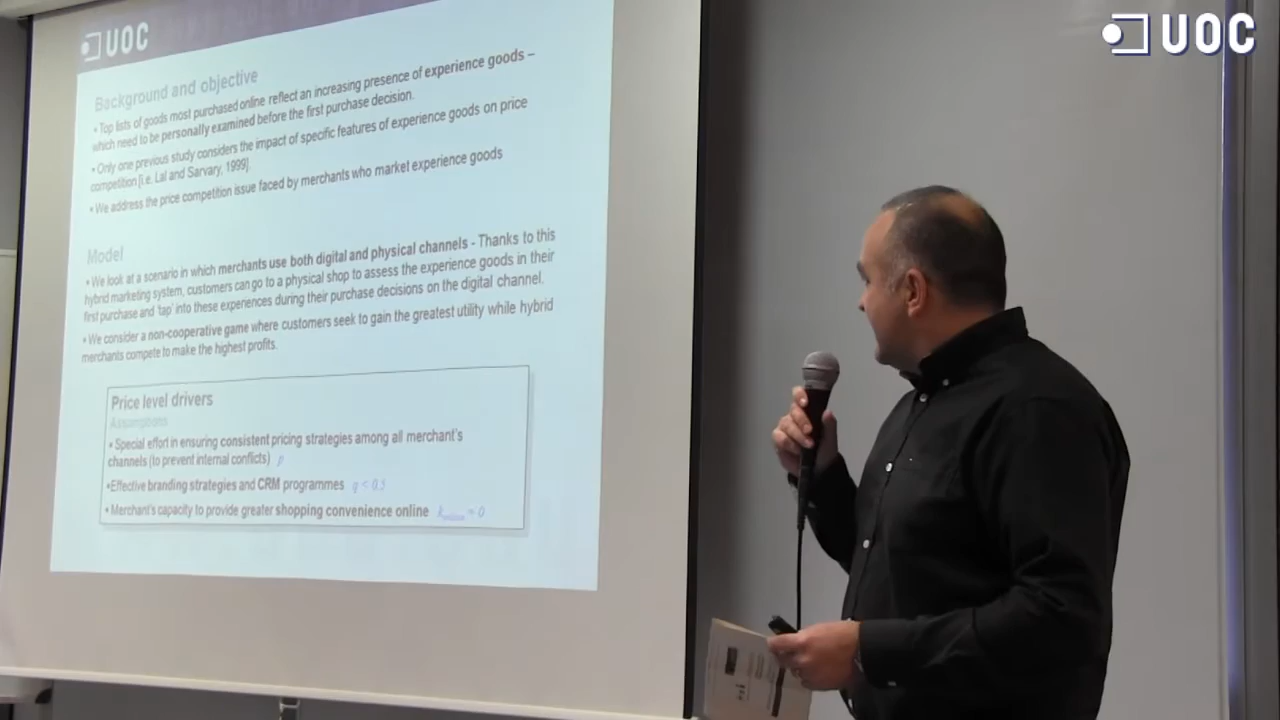 UOC
UOC
Background and objective
• Top lists of goods most purchased online reflect an increasing presence of experience goods –
which need to be personally examined before the first purchase decision.
• Only one previous study considers the impact of specific features of experience goods on price
competition [i.e. Lal and Sarvary, 1999].
• We address the price competition issue faced by merchants who market experience goods
Model
• We look at a scenario in which merchants use both digital and physical channels - Thanks to this
hybrid marketing system, customers can go to a physical shop to assess the experience goods in their
first purchase and 'tap' into these experiences during their purchase decisions on the digital channel.
• We consider a non-cooperative game where customers seek to gain the greatest utility while hybrid
merchants compete to make the highest profits.
Price level drivers
Assumptions
• Special effort in ensuring consistent pricing strategies among all merchant's
channels (to prevent internal conflicts) p
•Effective branding strategies and CRM programmes q < 0.5
• Merchant's capacity to provide greater shopping convenience online = 0